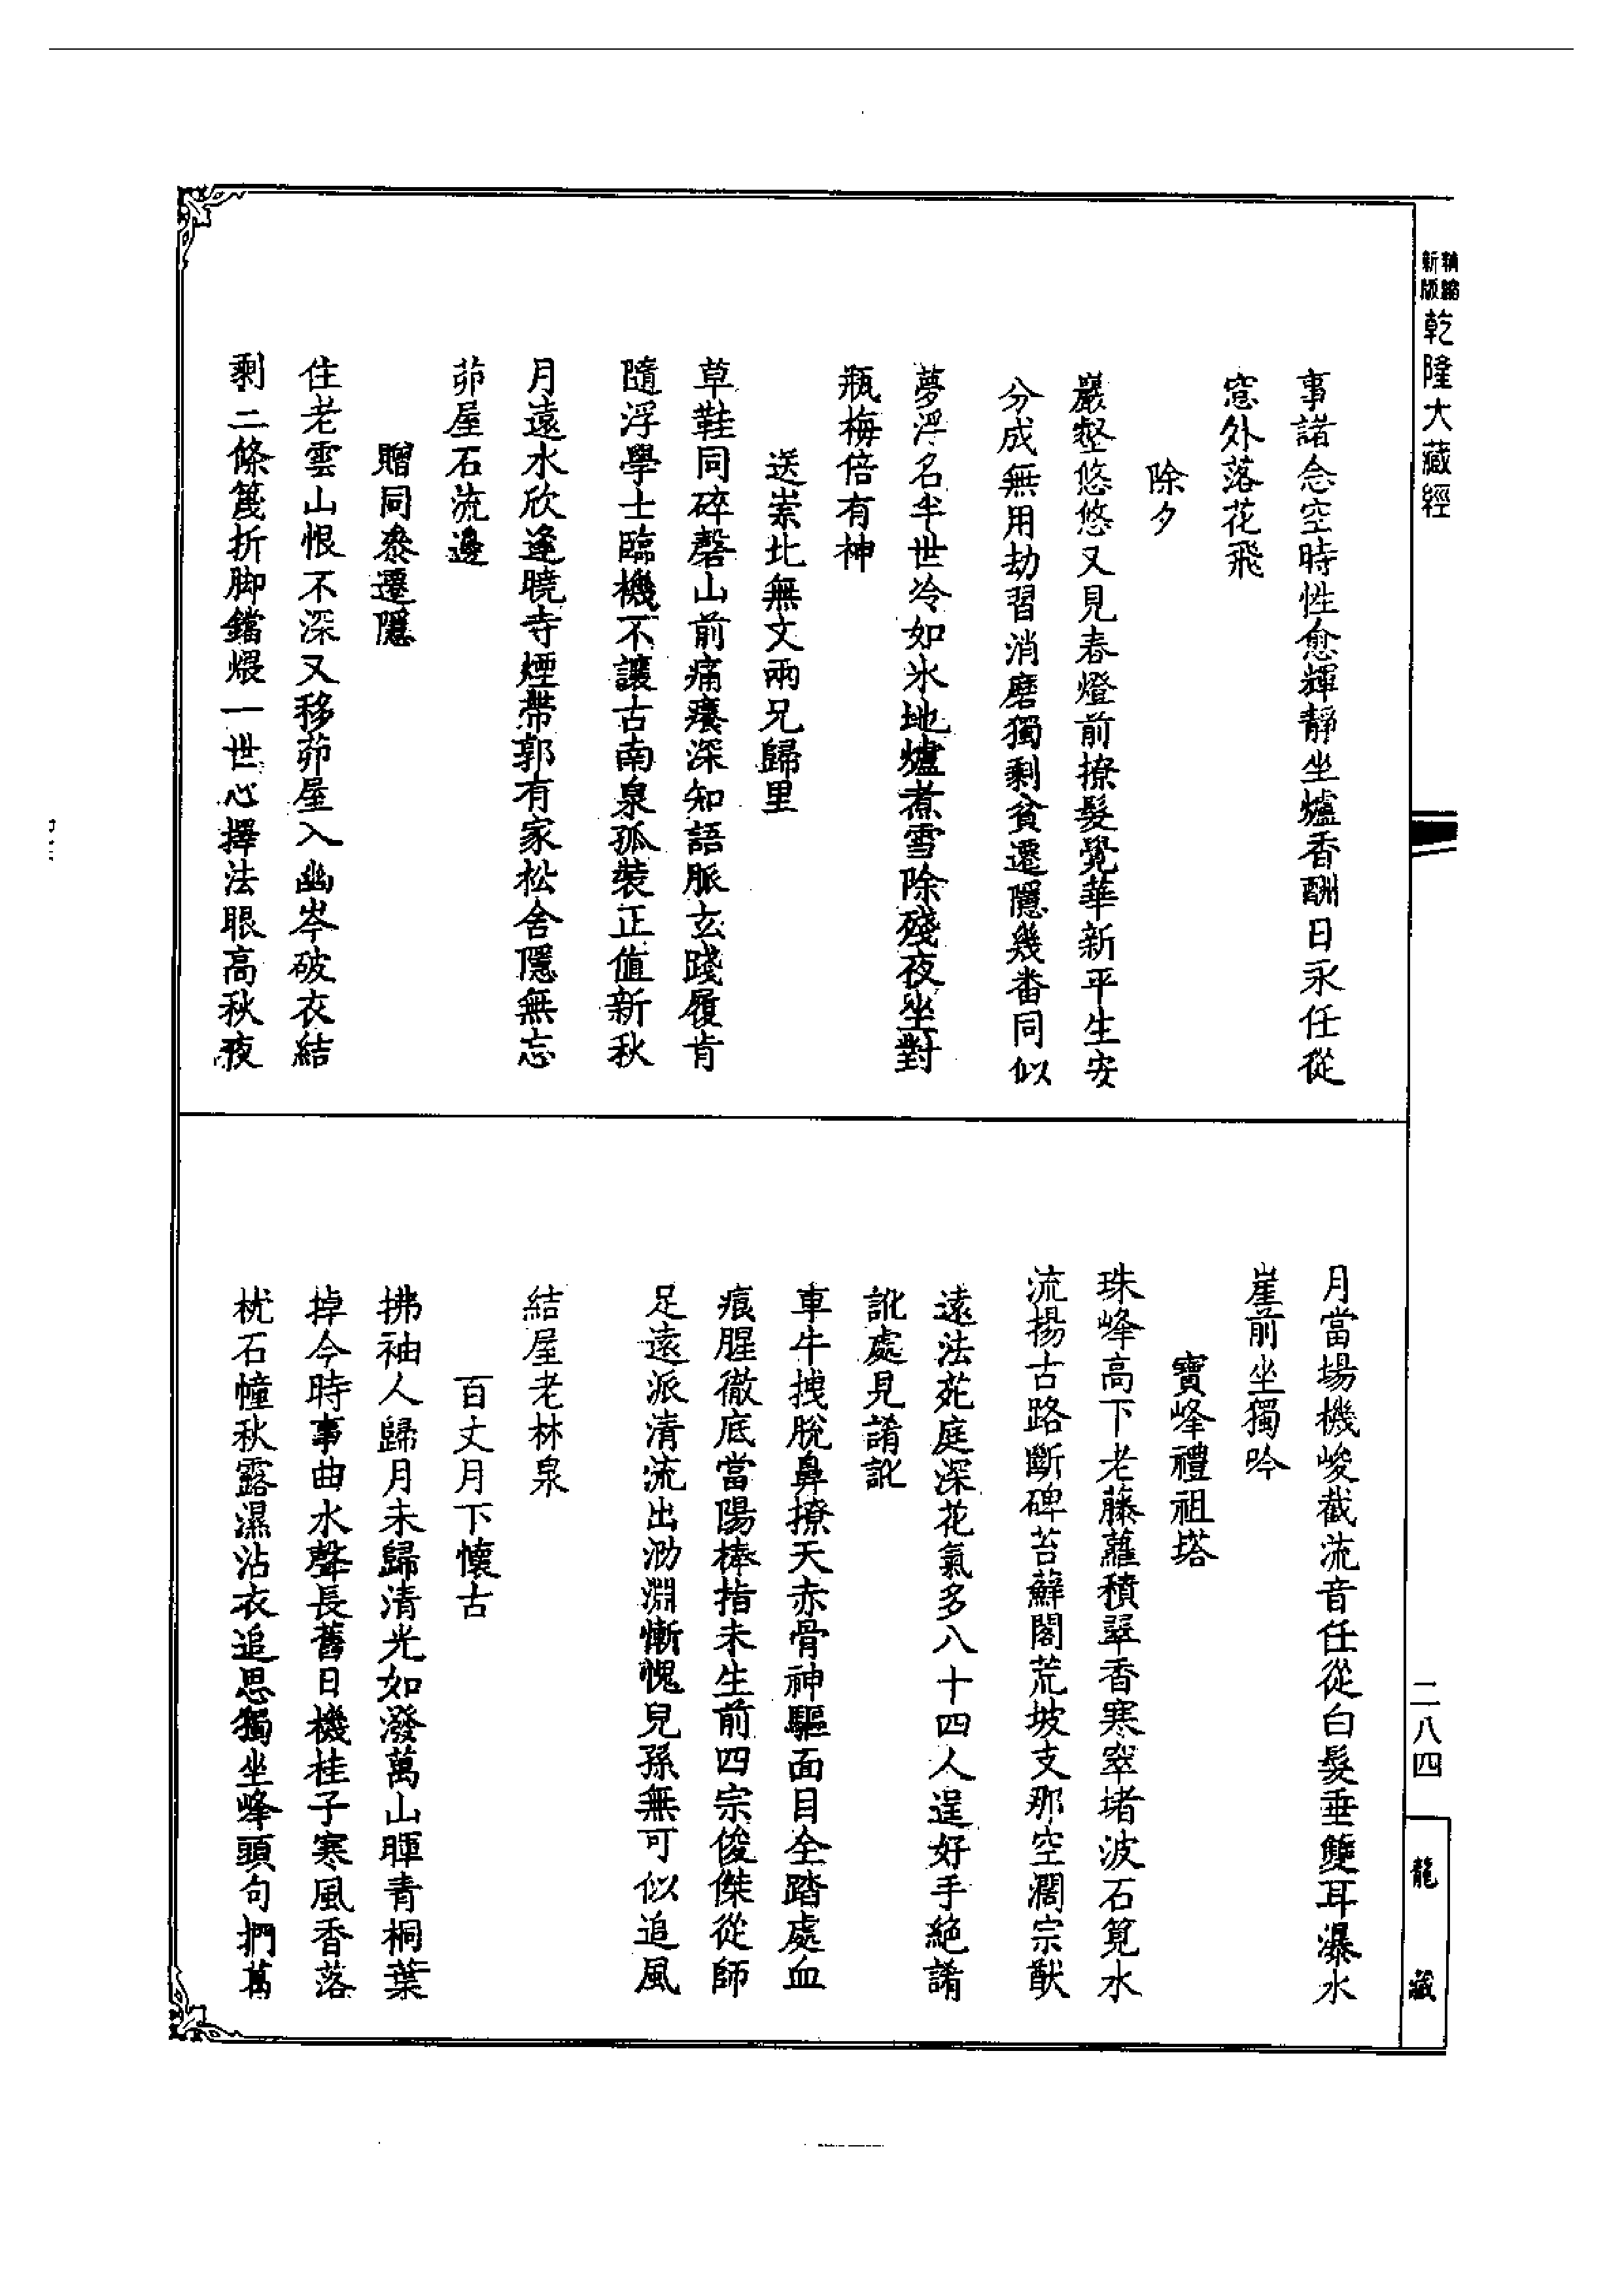 新版精縮
乾隆大藏經
事諸念空時性愈輝靜坐爐香酬日永任從
窓外落花飛
除夕
巖壑悠悠又見春燈前撩髮覺華新平生安
分成無用劫習消磨獨剩貧遷隱幾番同似
夢浮名半世冷如氷地爐煮雪除殘夜坐對
瓶梅倍有神
送崇北無文兩兄歸里
草鞋同碎磬山前痛癢深知語脈玄踐履肯
隨浮學士臨機不讓古南泉孤裝正值新秋
月遠水欣逢曉寺煙帶郭有家松舍隱無忘
茆屋石流邊
贈同叅遷隱
住老雲山恨不深又移茆屋入幽岑破衣結
剩二條篾折脚鐺煨一世心擇法眼高秋夜
月當場機峻截流音任從白髮垂雙耳瀑水
崖前坐獨吟
寶峰禮祖塔
珠峰高下老藤蘿積翠香寒窣堵波石筧水
流揚古路斷碑苔蘚閣荒坡支那空濶宗猷
遠法苑庭深花氣多八十四人逞好手絶誵
訛處見誵訛
車牛拽脫鼻撩天赤骨神驅面目全踏處血
痕腥徹底當陽棒指未生前四宗俊傑從師
足遠派清流出泐淵慚愧兒孫無可似追風
結屋老林泉
百丈月下懷古
拂袖人歸月未歸清光如潑萬山暉青桐葉
掉今時事曲水聲長舊日機桂子寒風香落
枕石幢秋露濕沾衣追思獨坐峰頭句捫萬
二八四
龍藏